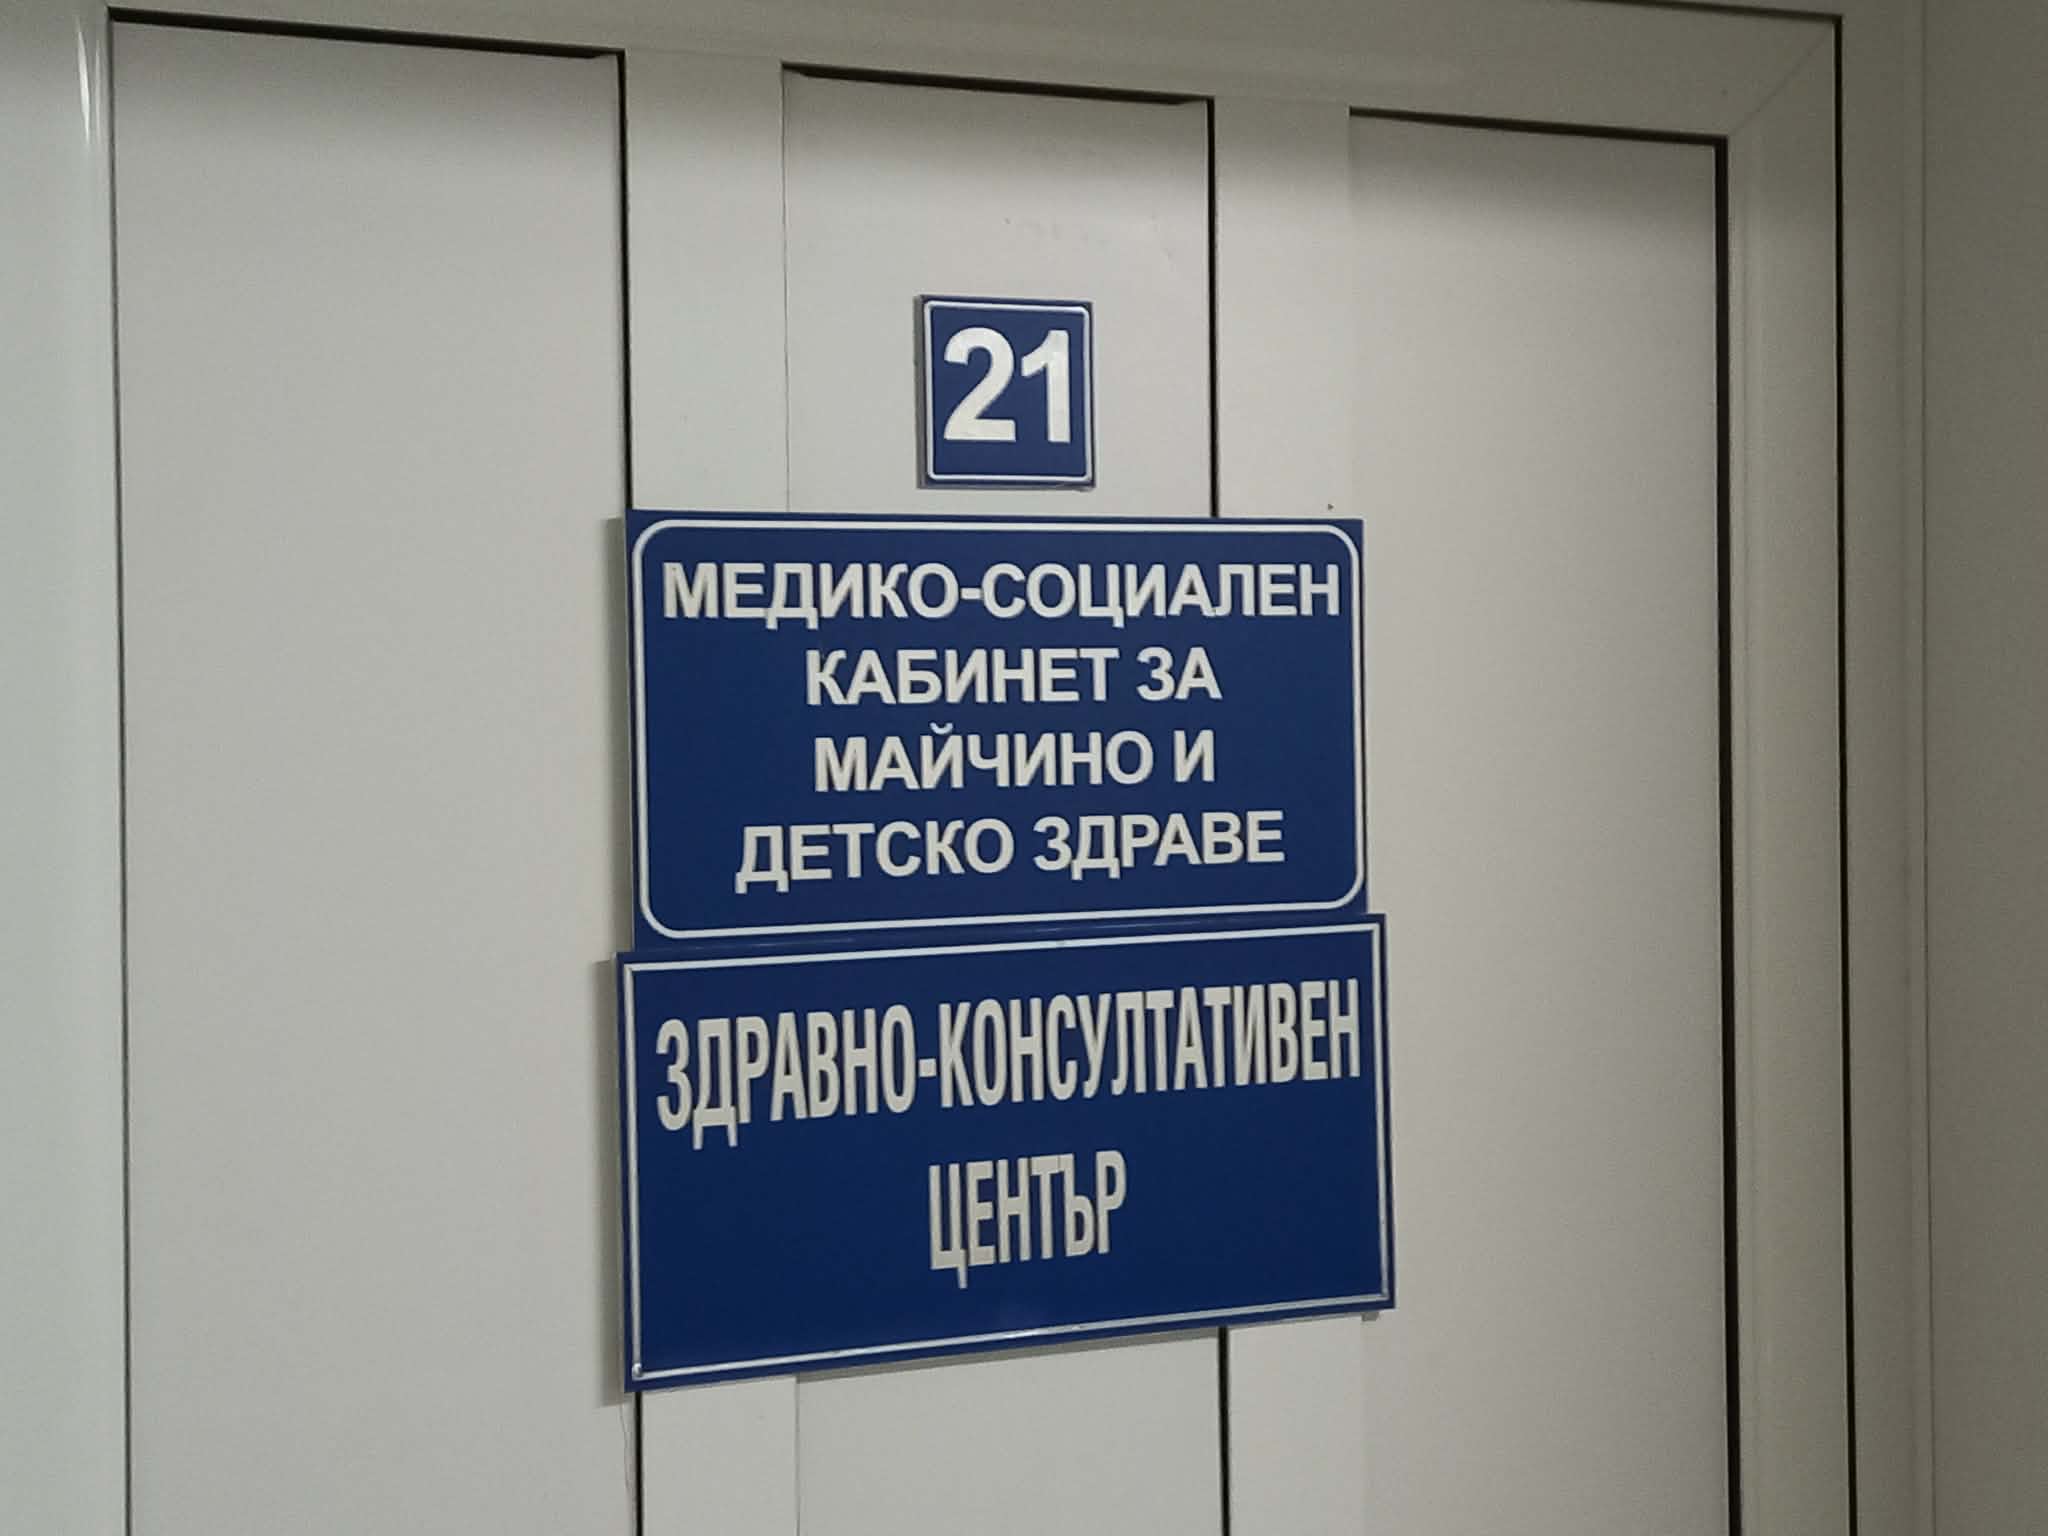 21
МЕДИКО-СОЦИАЛЕН
КАБИНЕТ ЗА
МАЙЧИНО И
ДЕТСКО ЗДРАВЕ
ЗДРАВНО-КОНСУЛТАТИВЕН
ЦЕНТЪР